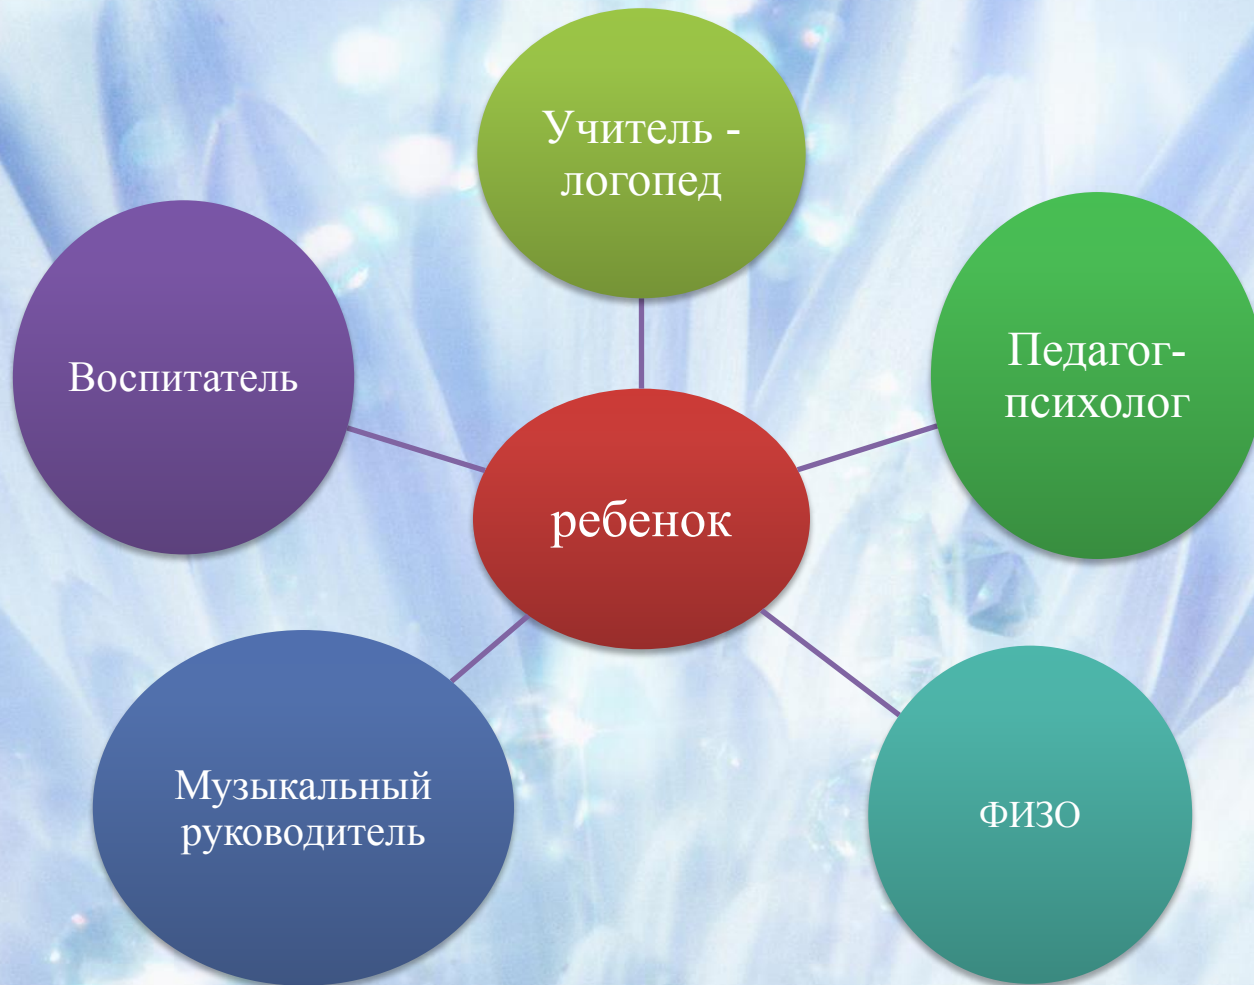 Учитель -
логопед
Воспитатель
Педагог-
психолог
ребенок
Музыкальный
руководитель
ФИЗО